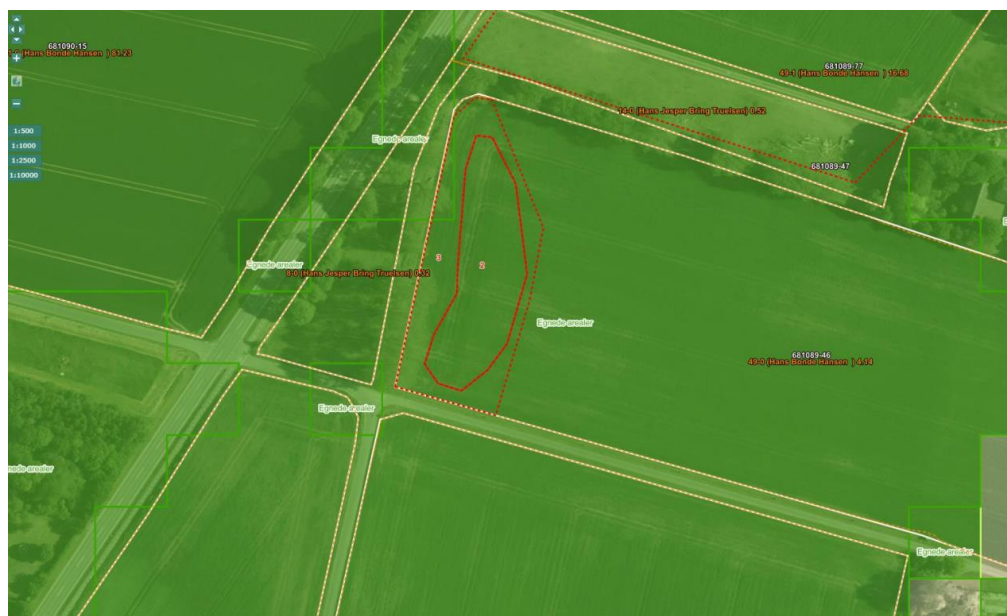 681090-15
(Hans Bonde Hansen ) 81.23
1:500
1:1000
1:2500
1:10000
681089-77
49-1 (Hans Bonde Hansen ) 15.68
14-0 (Hans Jesper Bring Truelsen) 0.52
681089-47
Egnede arealer
Egnede arealer
8-0 (Hans Jesper Bring Truelsen) 0.32
3
2
Egnede arealer
681089-46
49-0 (Hans Bonde Hansen ) 4.14
Egnede arealer
nede arealer
Egnede arealer